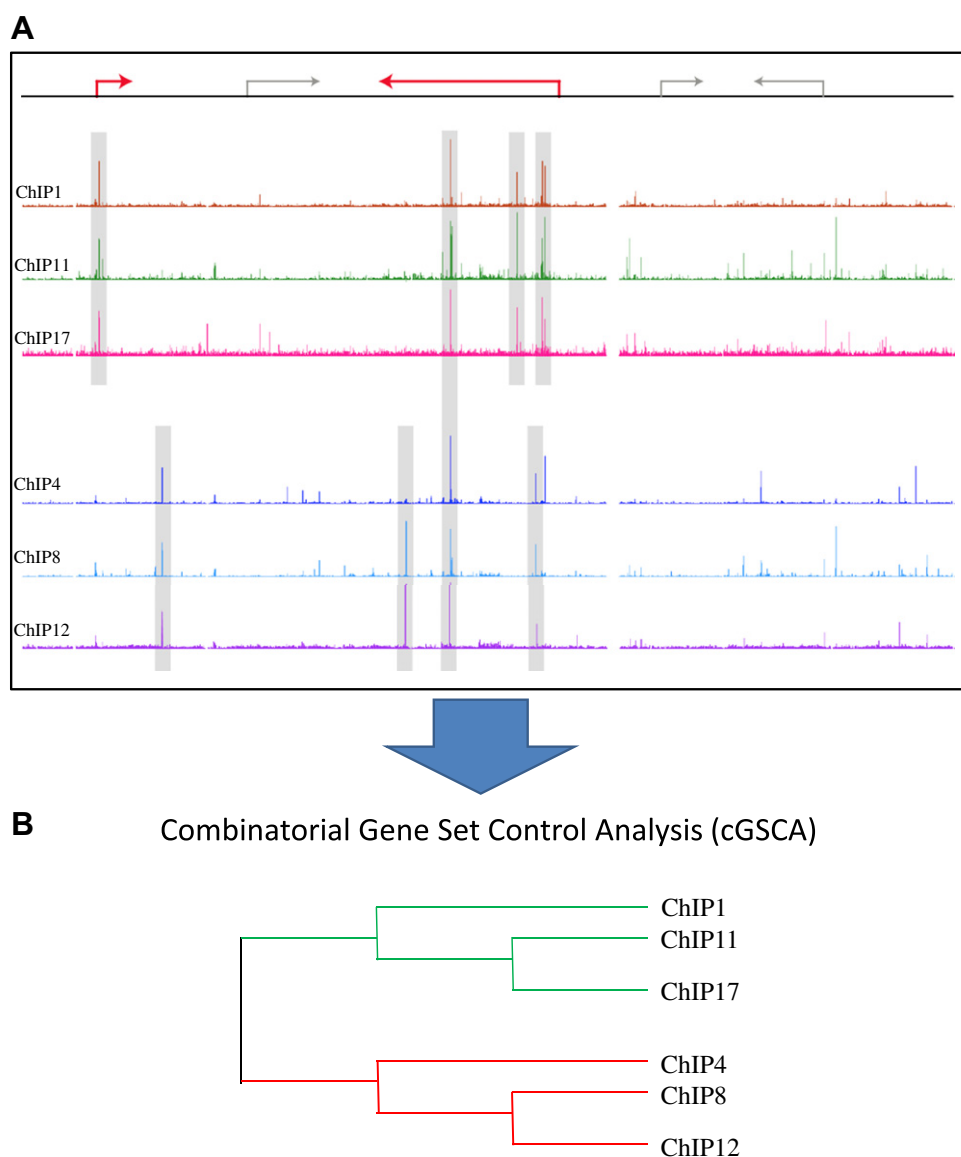 A
ChIP1
ChIP11
ChIP17
ChIP4
ChIP8
ChIP12
B
Combinatorial Gene Set Control Analysis (cGSCA)
ChIP1
ChIP11
ChIP17
ChIP4
ChIP8
ChIP12